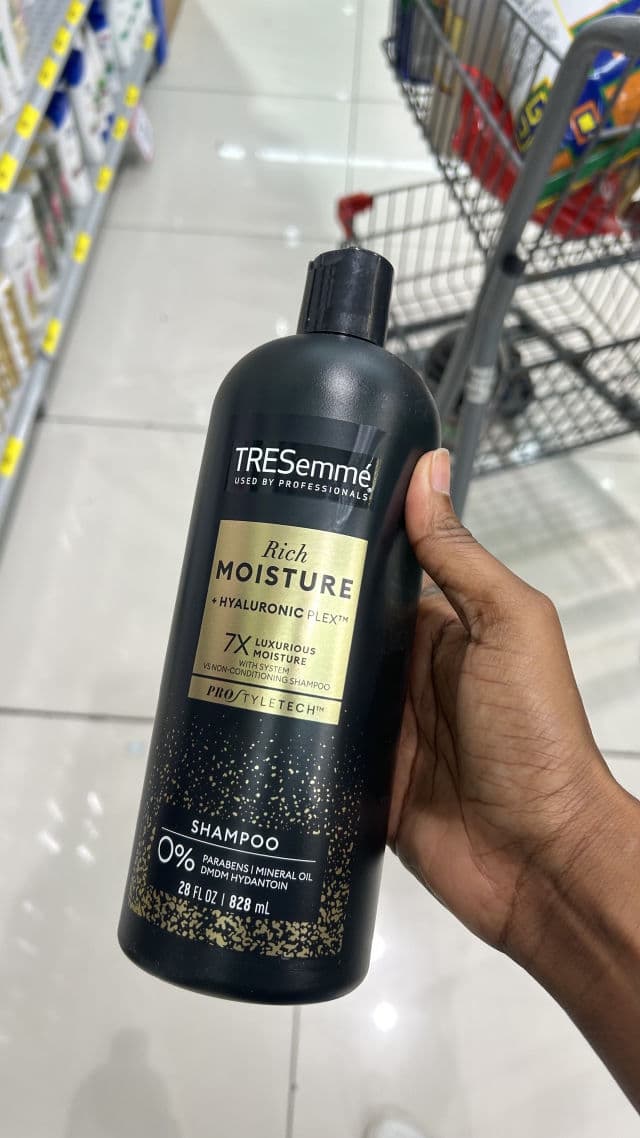 TRESemmé
USED BY PROFESSIONALS
Rich
MOISTURE
+ HYALURONIC PLEX™
7X LUXURIOUS
MOISTURE
WITH SYSTEM
VS NON-CONDITIONING SHAMPOO
PRO STYLETECH™
SHAMPOO
0% PARABENS | MINERAL OIL
DMDM HYDANTOIN
28 FL OZ | 828 mL